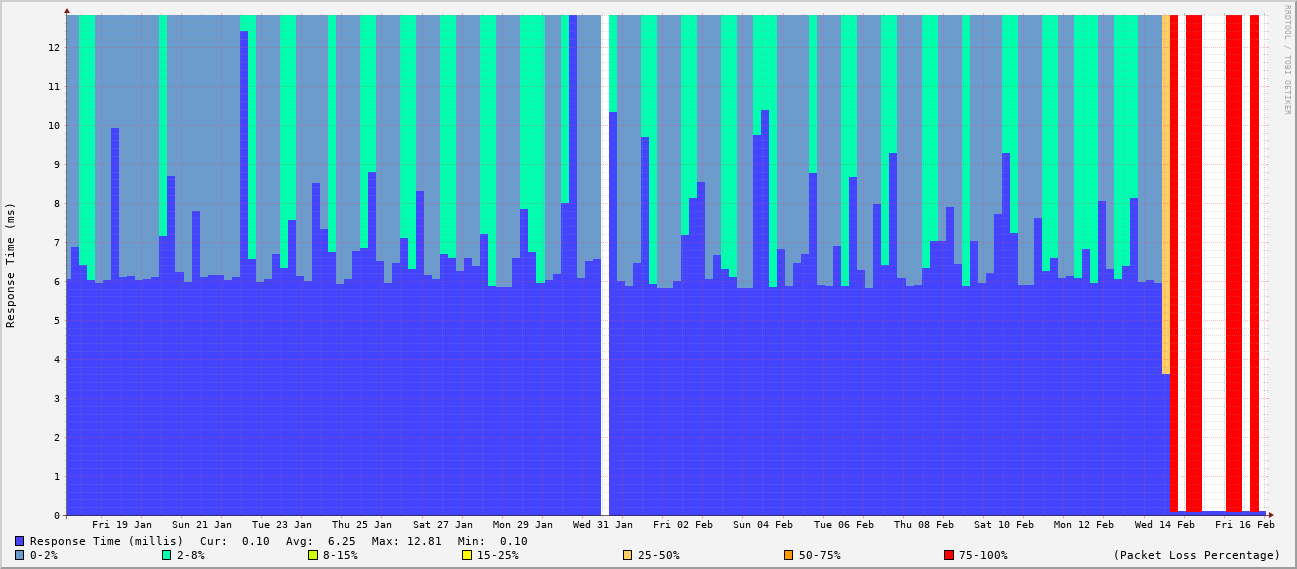 RRDTOOL / TOBI OETIKER
Response Time (ms)
12
11
10
9
8
7
6
5
4
3
2
1
0
Fri 19 Jan Sun 21 Jan Tue 23 Jan Thu 25 Jan Sat 27 Jan Mon 29 Jan Wed 31 Jan Fri 02 Feb Sun 04 Feb Tue 06 Feb Thu 08 Feb Sat 10 Feb Mon 12 Feb Wed 14 Feb Fri 16 Feb
Response Time (millis) Cur: 0.10 Avg: 6.25 Max: 12.81 Min: 0.10
0-2% 2-8% 8-15% 15-25% 25-50% 50-75% 75-100% (Packet Loss Percentage)